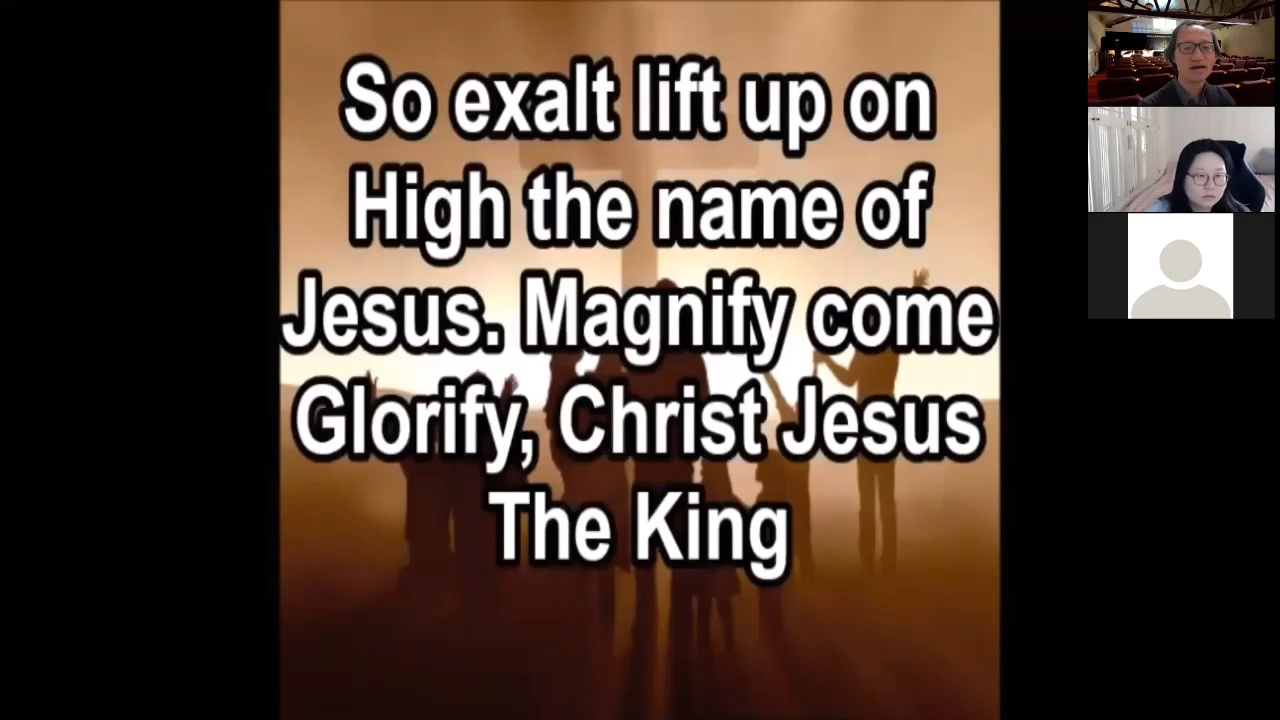 So exalt lift up on
High the name of
Jesus. Magnify come
Glorify, Christ Jesus
The King